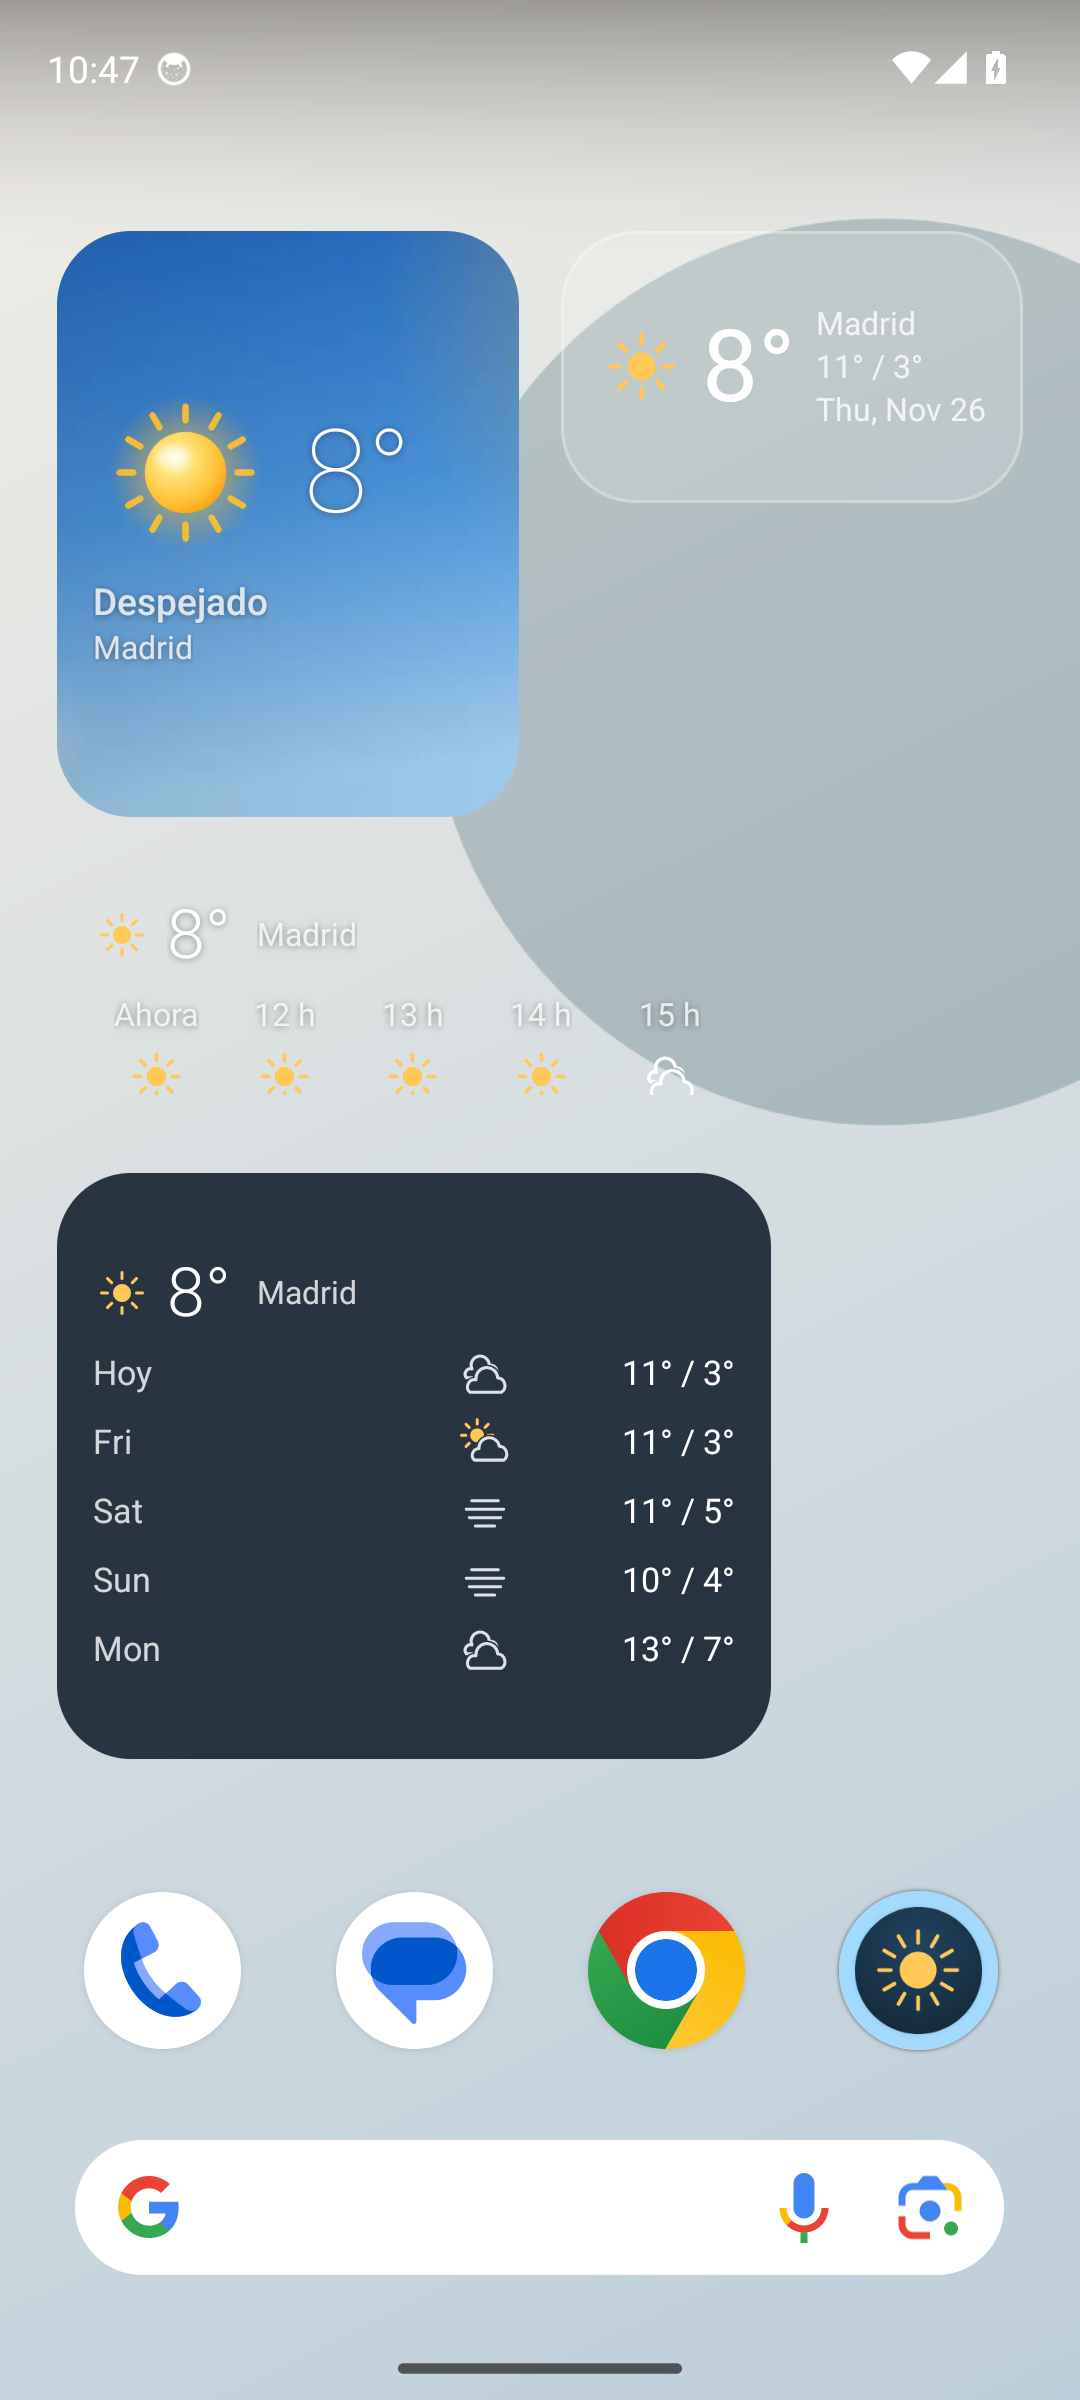 10:47
8°
Despejado
Madrid
8°
Madrid
11° / 3°
Thu, Nov 26
8° Madrid
Ahora 12 h 13 h 14 h 15 h
8° Madrid
Hoy 11° / 3°
Fri 11° / 3°
Sat 11° / 5°
Sun 10° / 4°
Mon 13° / 7°